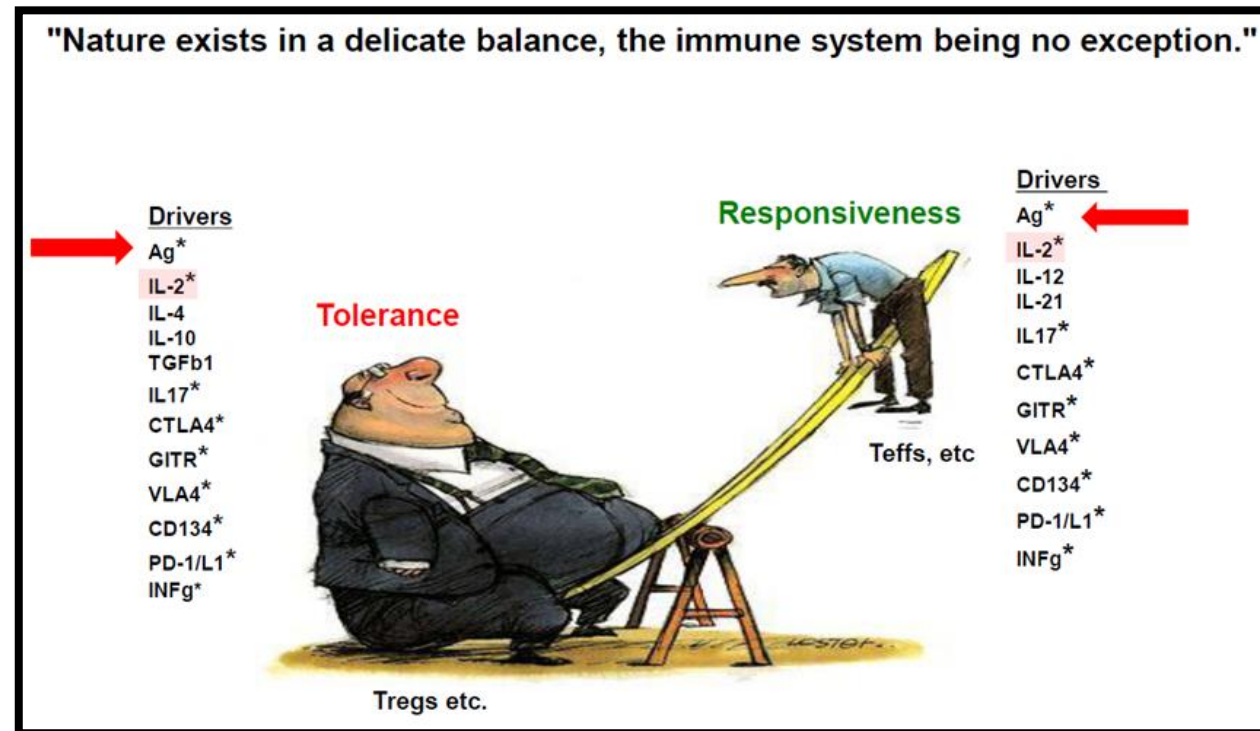 "Nature exists in a delicate balance, the immune system being no exception."
Drivers
Ag*
IL-2*
IL-4
IL-10
TGFb1
IL17*
CTLA4*
GITR*
VLA4*
CD134*
PD-1/L1*
INFg*
Tolerance
Tregs etc.
Responsiveness
Teffs, etc
Drivers
Ag*
IL-2*
IL-12
IL-21
IL17*
CTLA4*
GITR*
VLA4*
CD134*
PD-1/L1*
INFg*